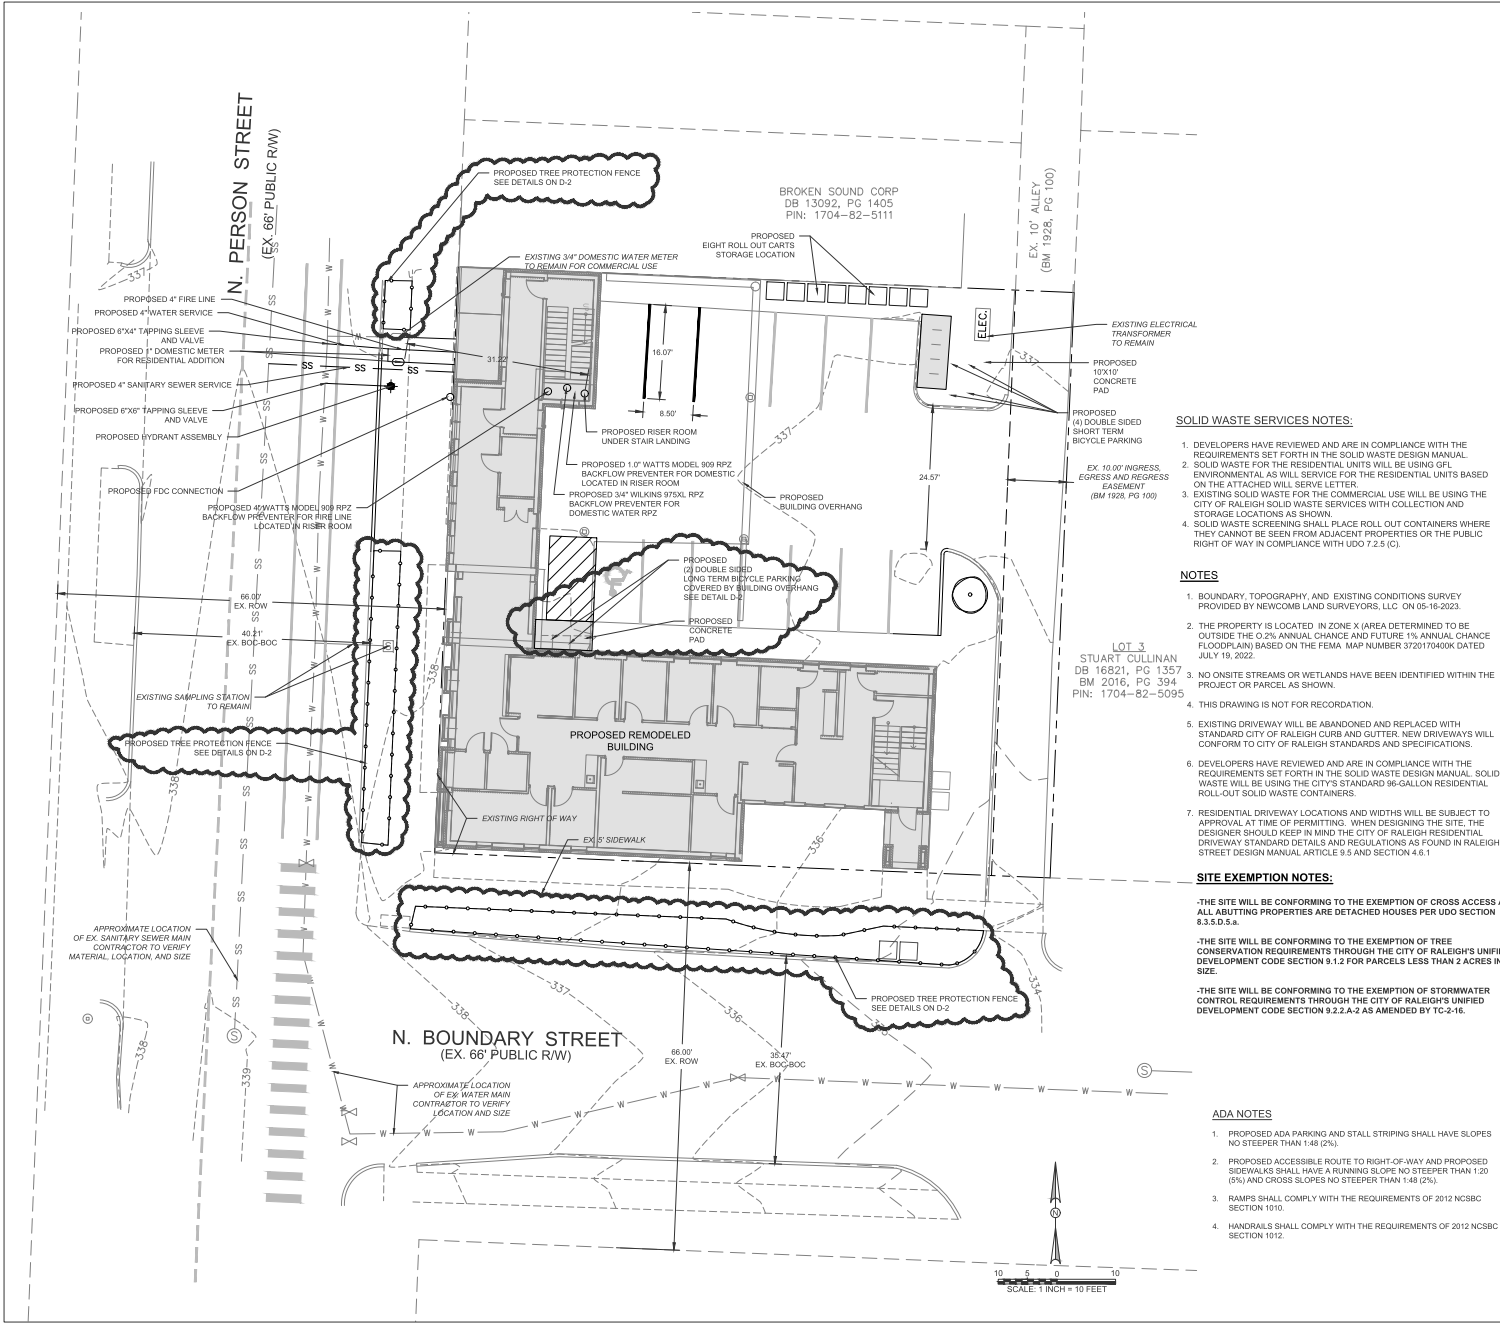 N. PERSON STREET
(EX. 66' PUBLIC R/W)
PROPOSED TREE PROTECTION FENCE
SEE DETAILS ON D-2
BROKEN SOUND CORP
DB 13092, PG 1405
PIN: 1704-82-5111
EX. 10' ALLEY
(BM 1928, PG 100)
PROPOSED
EIGHT ROLL OUT CARTS
STORAGE LOCATION
EXISTING 3/4" DOMESTIC WATER METER
TO REMAIN FOR COMMERCIAL USE
337
PROPOSED 4" FIRE LINE
PROPOSED 4" WATER SERVICE
PROPOSED 6"X4" TAPPING SLEEVE
AND VALVE
PROPOSED 1" DOMESTIC METER
FOR RESIDENTIAL ADDITION
PROPOSED 4" SANITARY SEWER SERVICE
PROPOSED 6"X6" TAPPING SLEEVE
AND VALVE
PROPOSED HYDRANT ASSEMBLY
PROPOSED FDC CONNECTION
PROPOSED 4" WATTS MODEL 909 RPZ
BACKFLOW PREVENTER FOR FIRE LINE
LOCATED IN RISER ROOM
SS SS SS
31.22'
16.07'
8.50'
ELEC.
EXISTING ELECTRICAL
TRANSFORMER
TO REMAIN
337
PROPOSED
10'X10'
CONCRETE
PAD
PROPOSED
(4) DOUBLE SIDED
SHORT TERM
BICYCLE PARKING
PROPOSED RISER ROOM
UNDER STAIR LANDING
337
PROPOSED 1.0" WATTS MODEL 909 RPZ
BACKFLOW PREVENTER FOR DOMESTIC
LOCATED IN RISER ROOM
PROPOSED 3/4" WILKINS 975XL RPZ
BACKFLOW PREVENTER FOR
DOMESTIC WATER RPZ
PROPOSED
BUILDING OVERHANG
24.57'
EX. 10.00' INGRESS,
EGRESS AND REGRESS
EASEMENT
(BM 1928, PG 100)
PROPOSED
(2) DOUBLE SIDED
LONG TERM BICYCLE PARKING
COVERED BY BUILDING OVERHANG
SEE DETAIL D-2
PROPOSED
CONCRETE
PAD
66.00'
EX. ROW
40.21'
EX. BOC-BOC
EXISTING SAMPLING STATION
TO REMAIN
338
LOT 3
STUART CULLINAN
DB 16821, PG 1357
BM 2016, PG 394
PIN: 1704-82-5095
PROPOSED TREE PROTECTION FENCE
SEE DETAILS ON D-2
338
PROPOSED REMODELED
BUILDING
EXISTING RIGHT OF WAY
EX. 5' SIDEWALK
336
APPROXIMATE LOCATION
OF EX. SANITARY SEWER MAIN
CONTRACTOR TO VERIFY
MATERIAL, LOCATION, AND SIZE
338
339
338
337
336
334
PROPOSED TREE PROTECTION FENCE
SEE DETAILS ON D-2
N. BOUNDARY STREET
(EX. 66' PUBLIC R/W)
66.00'
EX. ROW
35.47'
EX. BOC-BOC
APPROXIMATE LOCATION
OF EX. WATER MAIN
CONTRACTOR TO VERIFY
LOCATION AND SIZE
SOLID WASTE SERVICES NOTES:
1. DEVELOPERS HAVE REVIEWED AND ARE IN COMPLIANCE WITH THE
REQUIREMENTS SET FORTH IN THE SOLID WASTE DESIGN MANUAL.
2. SOLID WASTE FOR THE RESIDENTIAL UNITS WILL BE USING GFL
ENVIRONMENTAL AS WILL SERVICE FOR THE RESIDENTIAL UNITS BASED
ON THE ATTACHED WILL SERVE LETTER.
3. EXISTING SOLID WASTE FOR THE COMMERCIAL USE WILL BE USING THE
CITY OF RALEIGH SOLID WASTE SERVICES WITH COLLECTION AND
STORAGE LOCATIONS AS SHOWN.
4. SOLID WASTE SCREENING SHALL PLACE ROLL OUT CONTAINERS WHERE
THEY CANNOT BE SEEN FROM ADJACENT PROPERTIES OR THE PUBLIC
RIGHT OF WAY IN COMPLIANCE WITH UDO 7.2.5 (C).
NOTES
1. BOUNDARY, TOPOGRAPHY, AND EXISTING CONDITIONS SURVEY
PROVIDED BY NEWCOMB LAND SURVEYORS, LLC ON 05-16-2023.
2. THE PROPERTY IS LOCATED IN ZONE X (AREA DETERMINED TO BE
OUTSIDE THE O.2% ANNUAL CHANCE AND FUTURE 1% ANNUAL CHANCE
FLOODPLAIN) BASED ON THE FEMA MAP NUMBER 3720170400K DATED
JULY 19, 2022.
3. NO ONSITE STREAMS OR WETLANDS HAVE BEEN IDENTIFIED WITHIN THE
PROJECT OR PARCEL AS SHOWN.
4. THIS DRAWING IS NOT FOR RECORDATION.
5. EXISTING DRIVEWAY WILL BE ABANDONED AND REPLACED WITH
STANDARD CITY OF RALEIGH CURB AND GUTTER. NEW DRIVEWAYS WILL
CONFORM TO CITY OF RALEIGH STANDARDS AND SPECIFICATIONS.
6. DEVELOPERS HAVE REVIEWED AND ARE IN COMPLIANCE WITH THE
REQUIREMENTS SET FORTH IN THE SOLID WASTE DESIGN MANUAL. SOLID
WASTE WILL BE USING THE CITY'S STANDARD 96-GALLON RESIDENTIAL
ROLL-OUT SOLID WASTE CONTAINERS.
7. RESIDENTIAL DRIVEWAY LOCATIONS AND WIDTHS WILL BE SUBJECT TO
APPROVAL AT TIME OF PERMITTING. WHEN DESIGNING THE SITE, THE
DESIGNER SHOULD KEEP IN MIND THE CITY OF RALEIGH RESIDENTIAL
DRIVEWAY STANDARD DETAILS AND REGULATIONS AS FOUND IN RALEIGH
STREET DESIGN MANUAL ARTICLE 9.5 AND SECTION 4.6.1
SITE EXEMPTION NOTES:
-THE SITE WILL BE CONFORMING TO THE EXEMPTION OF CROSS ACCESS
ALL ABUTTING PROPERTIES ARE DETACHED HOUSES PER UDO SECTION
8.3.5.D.5.a.
-THE SITE WILL BE CONFORMING TO THE EXEMPTION OF TREE
CONSERVATION REQUIREMENTS THROUGH THE CITY OF RALEIGH'S UNIFI
DEVELOPMENT CODE SECTION 9.1.2 FOR PARCELS LESS THAN 2 ACRES IN
SIZE.
-THE SITE WILL BE CONFORMING TO THE EXEMPTION OF STORMWATER
CONTROL REQUIREMENTS THROUGH THE CITY OF RALEIGH'S UNIFIED
DEVELOPMENT CODE SECTION 9.2.2.A-2 AS AMENDED BY TC-2-16.
ADA NOTES
1. PROPOSED ADA PARKING AND STALL STRIPING SHALL HAVE SLOPES
NO STEEPER THAN 1:48 (2%).
2. PROPOSED ACCESSIBLE ROUTE TO RIGHT-OF-WAY AND PROPOSED
SIDEWALKS SHALL HAVE A RUNNING SLOPE NO STEEPER THAN 1:20
(5%) AND CROSS SLOPES NO STEEPER THAN 1:48 (2%).
3. RAMPS SHALL COMPLY WITH THE REQUIREMENTS OF 2012 NCSBC
SECTION 1010.
4. HANDRAILS SHALL COMPLY WITH THE REQUIREMENTS OF 2012 NCSBC
SECTION 1012.
N
10 5 0 10
SCALE: 1 INCH = 10 FEET